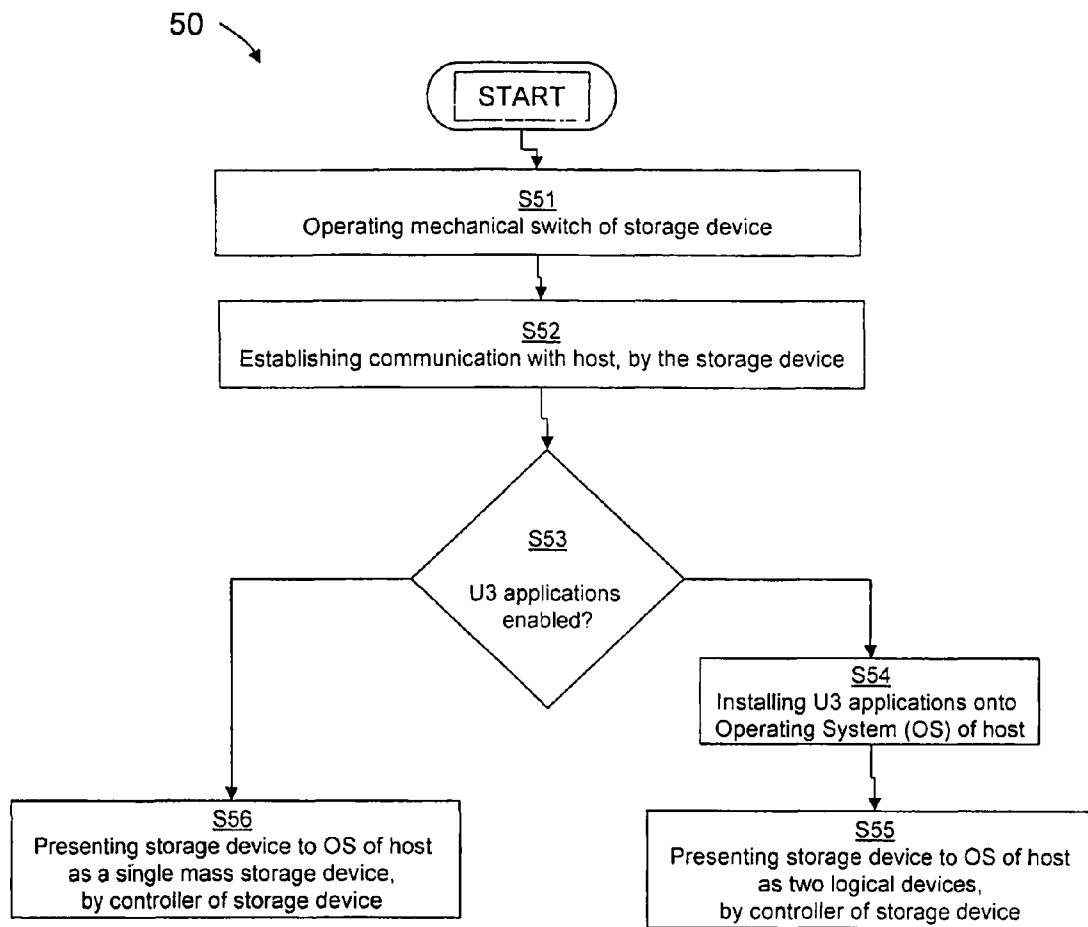 50
START
S51
Operating mechanical switch of storage device
S52
Establishing communication with host, by the storage device
S53
U3 applications
enabled?
S54
Installing U3 applications onto
Operating System (OS) of host
S56
Presenting storage device to OS of host
as a single mass storage device,
by controller of storage device
S55
Presenting storage device to OS of host
as two logical devices,
by controller of storage device